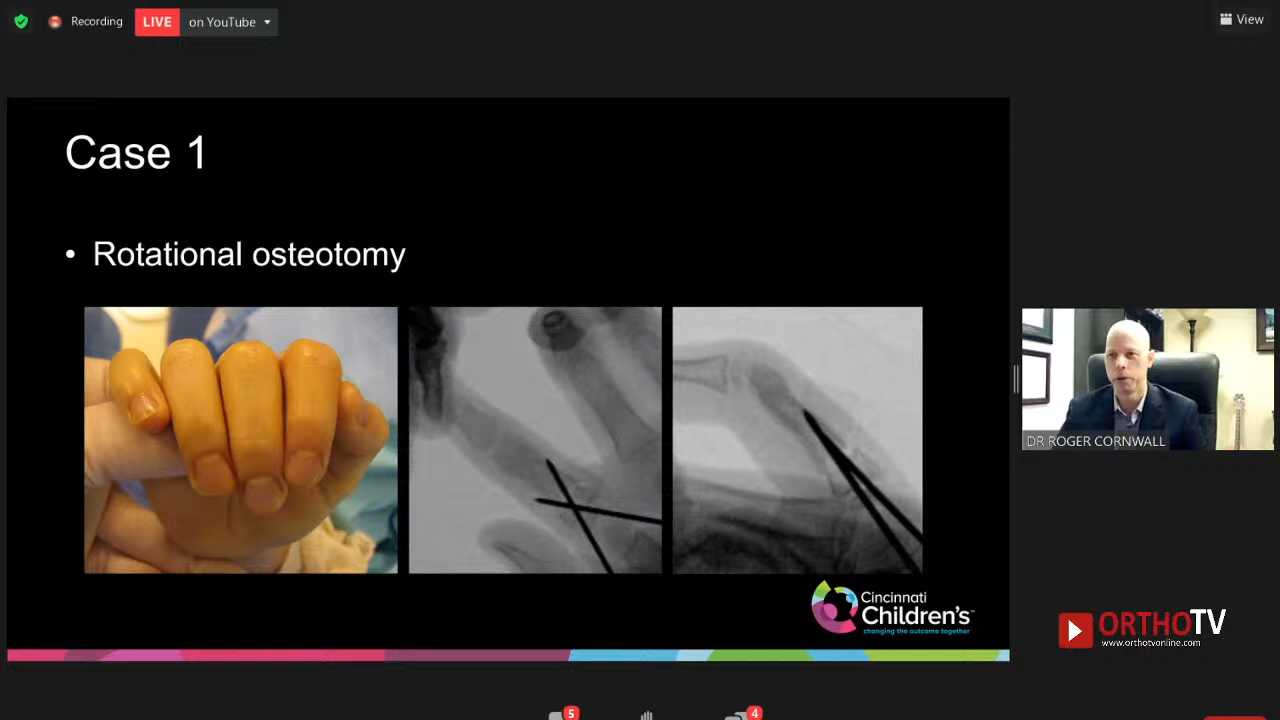 Recording
LIVE on YouTube
View
Case 1
• Rotational osteotomy
DR ROGER CORNWALL
Cincinnati
Children's
changing the outcome together
ORTHOTV
www.orthotvonline.com
5
4